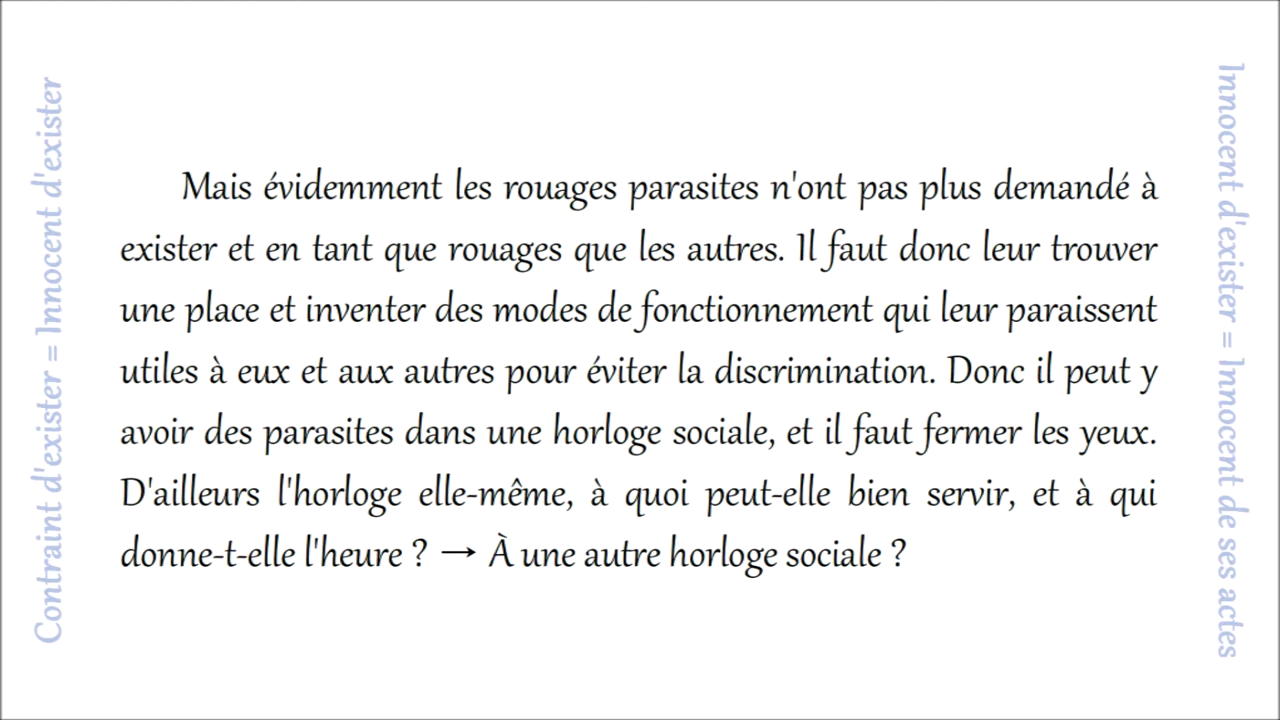 Contraint d'exister = Innocent d'exister
Mais évidemment les rouages parasites n'ont pas plus demandé à
exister et en tant que rouages que les autres. Il faut donc leur trouver
une place et inventer des modes de fonctionnement qui leur paraissent
utiles à eux et aux autres pour éviter la discrimination. Donc il peut y
avoir des parasites dans une horloge sociale, et il faut fermer les yeux.
D'ailleurs l'horloge elle-même, à quoi peut-elle bien servir, et à qui
donne-t-elle l'heure ? → À une autre horloge sociale ?
Innocent d'exister = Innocent de ses actes